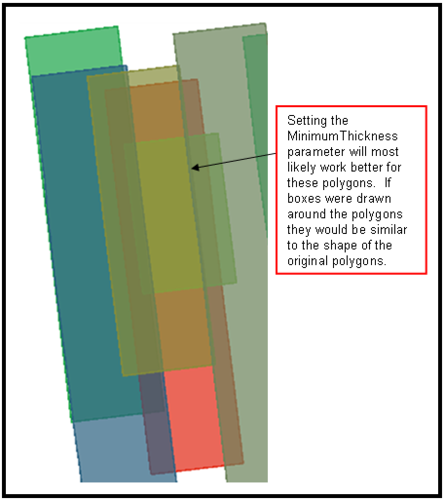 Setting the
MinimumThickness
parameter will most
likely work better for
these polygons.  If
boxes were drawn
around the polygons
they would be similar
to the shape of the
original polygons.